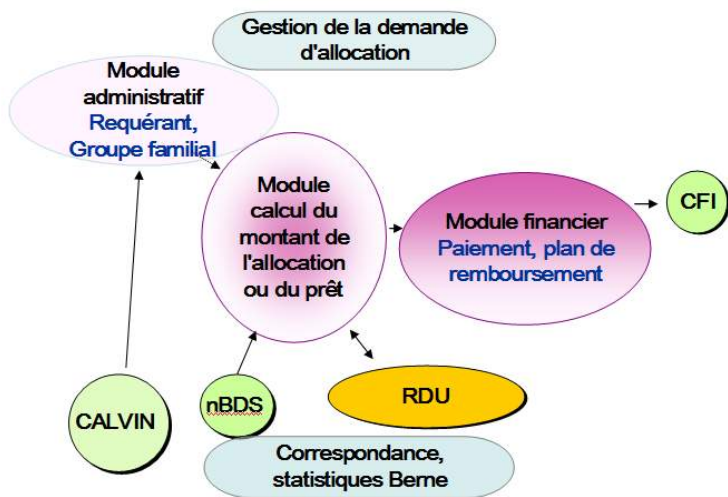 Gestion de la demande
d'allocation
Module
administratif
Requérant,
Groupe familial
Module
calcul du
montant de
l'allocation
ou du prêt
Module financier
Paiement, plan de
remboursement
CFI
CALVIN
nBDS
RDU
Correspondance,
statistiques Berne